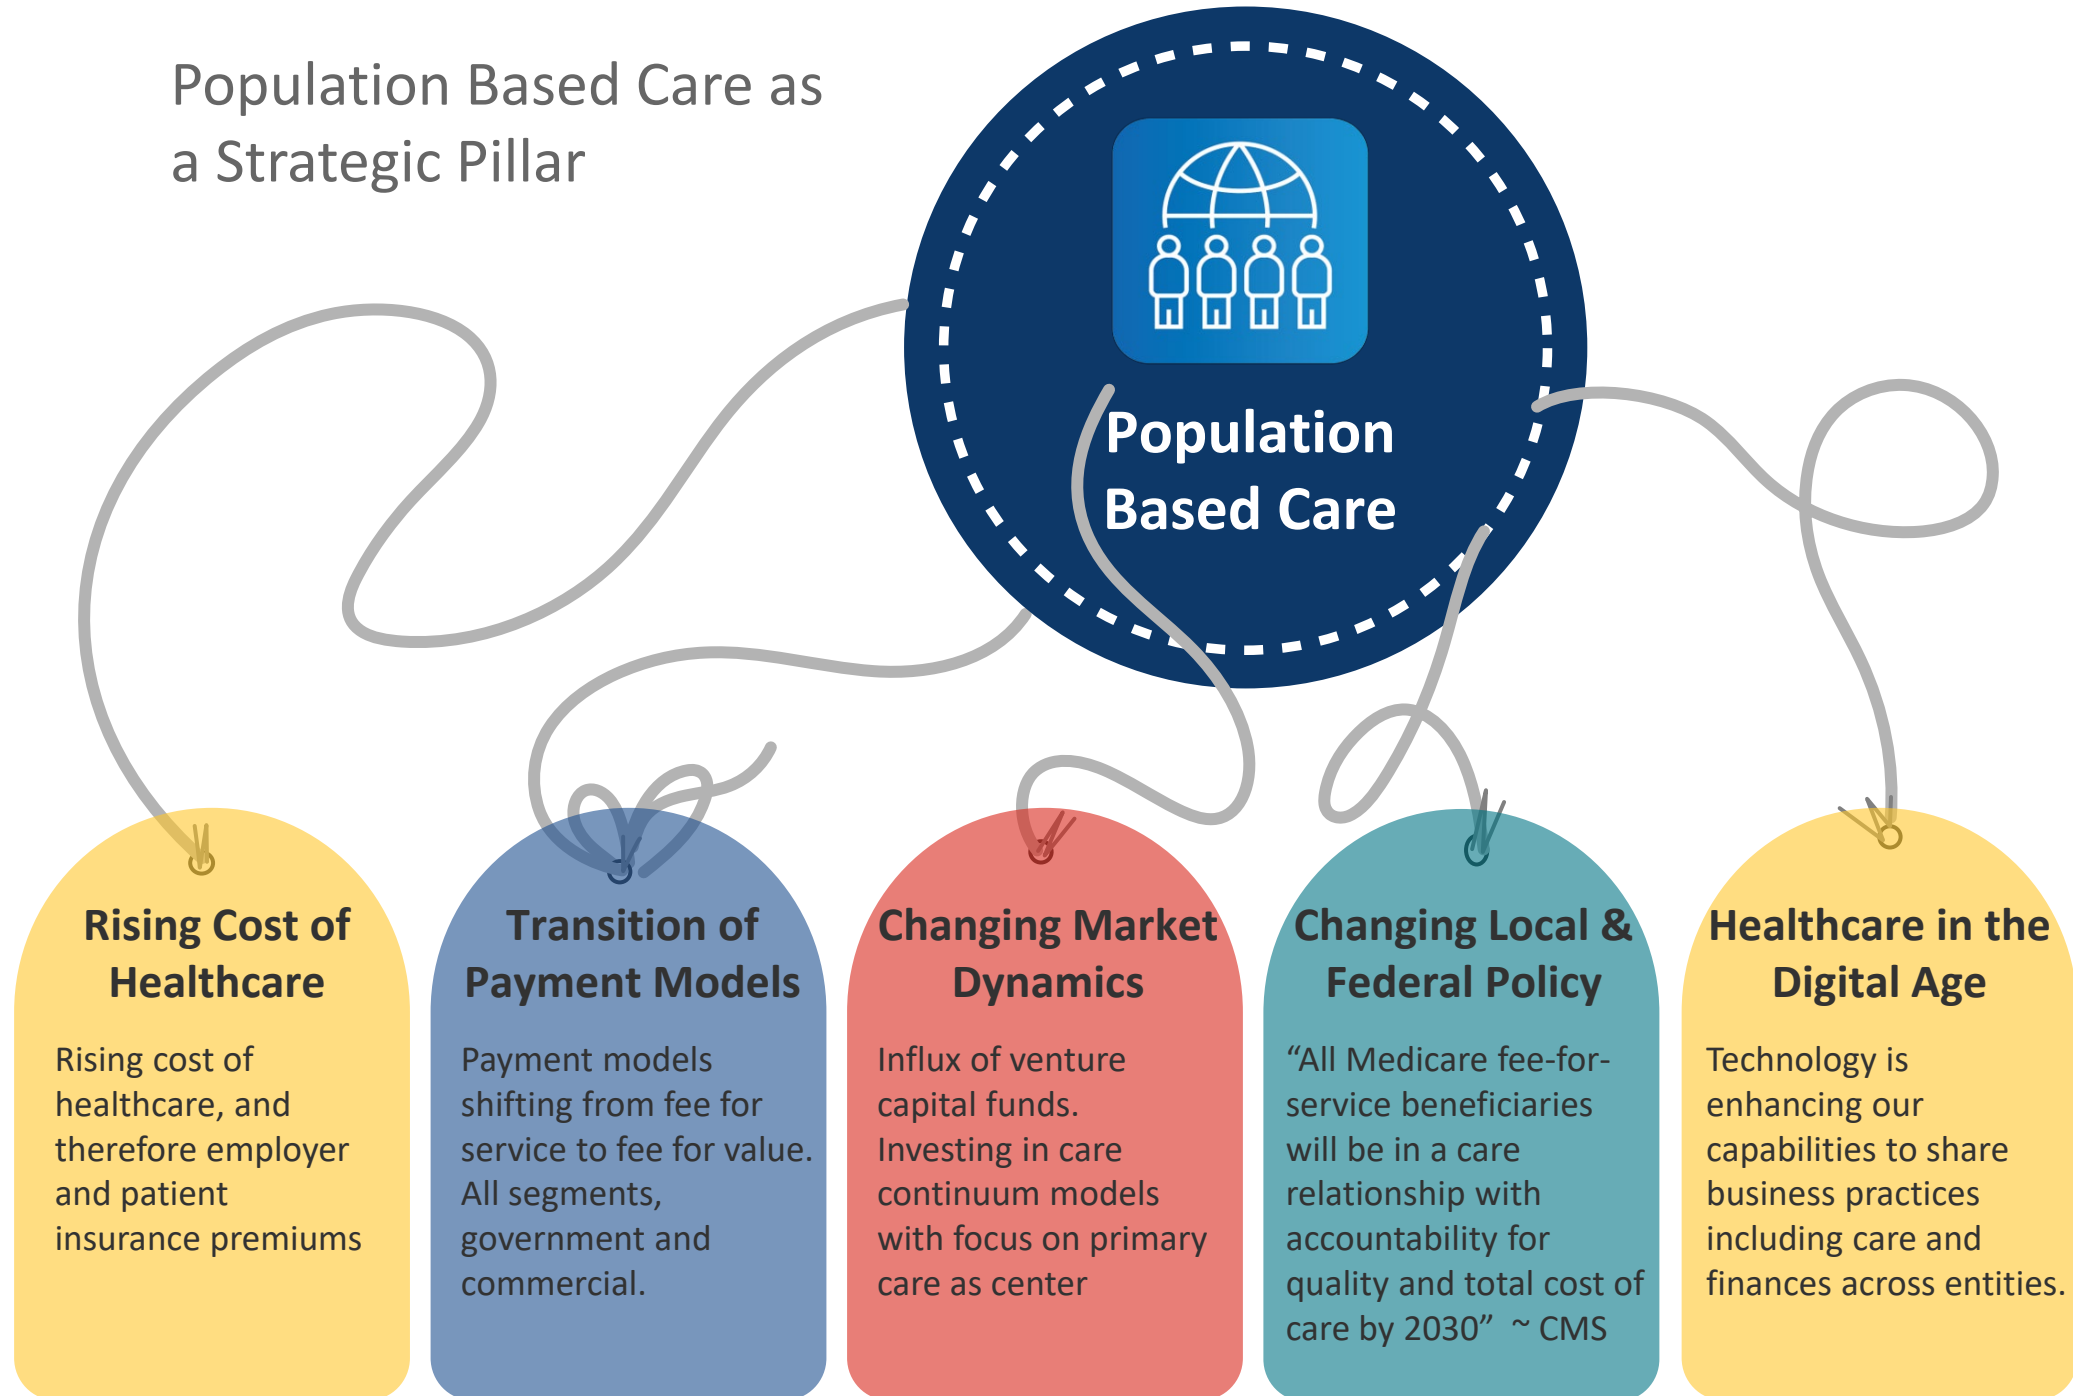 Population Based Care as
a Strategic Pillar
Population
Based Care
Rising Cost of
Healthcare
Rising cost of
healthcare, and
therefore employer
and patient
insurance premiums
Transition of
Payment Models
Payment models
shifting from fee for
service to fee for value.
All segments,
government and
commercial.
Changing Market
Dynamics
Influx of venture
capital funds.
Investing in care
continuum models
with focus on primary
care as center
Changing Local &
Federal Policy
“All Medicare fee-for-
service beneficiaries
will be in a care
relationship with
accountability for
quality and total cost of
care by 2030” ~ CMS
Healthcare in the
Digital Age
Technology is
enhancing our
capabilities to share
business practices
including care and
finances across entities.